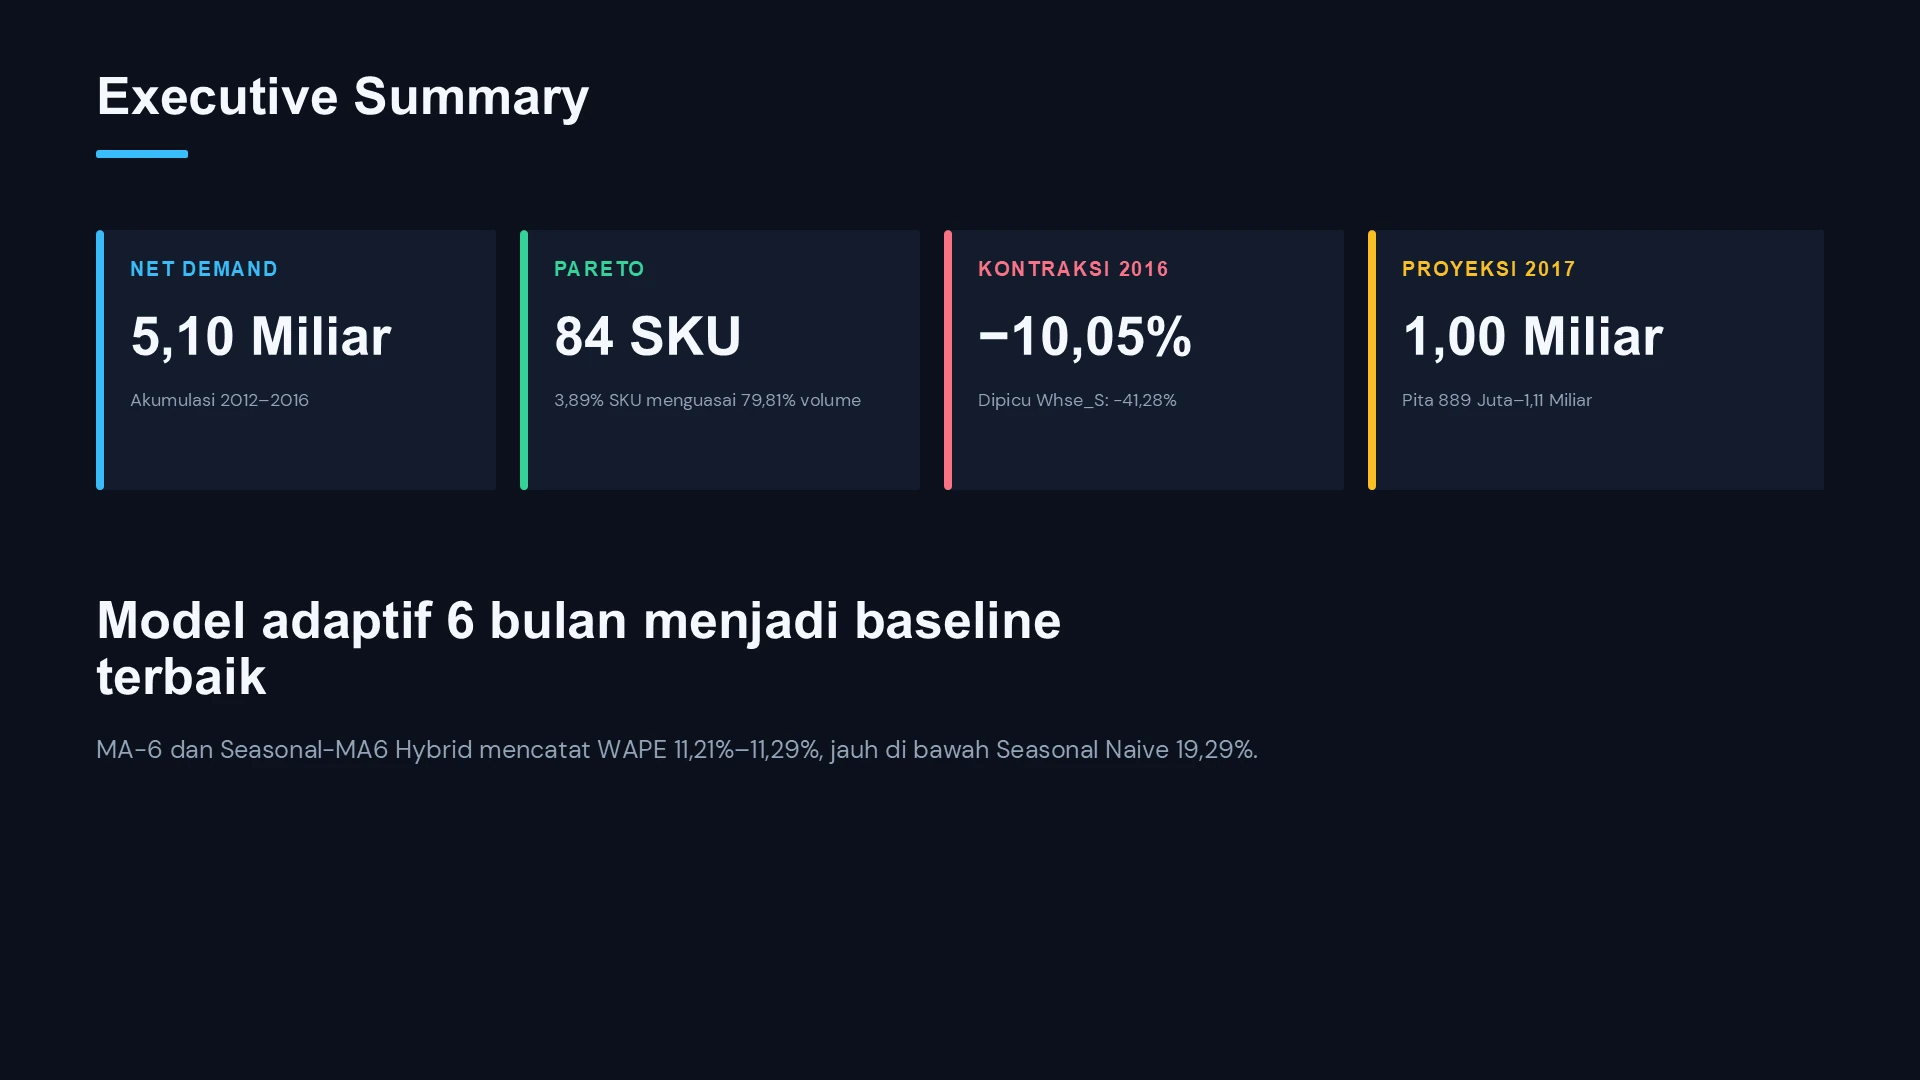 Executive Summary
NET DEMAND
5,10 Miliar
Akumulasi 2012–2016
PARETO
84 SKU
3,89% SKU menguasai 79,81% volume
KONTRAKSI 2016
−10,05%
Dipicu Whse_S: -41,28%
PROYEKSI 2017
1,00 Miliar
Pita 889 Juta–1,11 Miliar
Model adaptif 6 bulan menjadi baseline
terbaik
MA-6 dan Seasonal-MA6 Hybrid mencatat WAPE 11,21%–11,29%, jauh di bawah Seasonal Naive 19,29%.